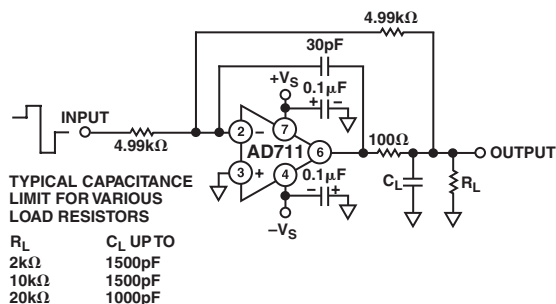 4.99kΩ
30pF
+VS
0.1µF
+ –
INPUT
4.99kΩ
2 –
7
AD711
6
3 +
4
100Ω
OUTPUT
0.1µF
– +
CL
RL
–VS
TYPICAL CAPACITANCE
LIMIT FOR VARIOUS
LOAD RESISTORS
RL CL UP TO
2kΩ 1500pF
10kΩ 1500pF
20kΩ 1000pF